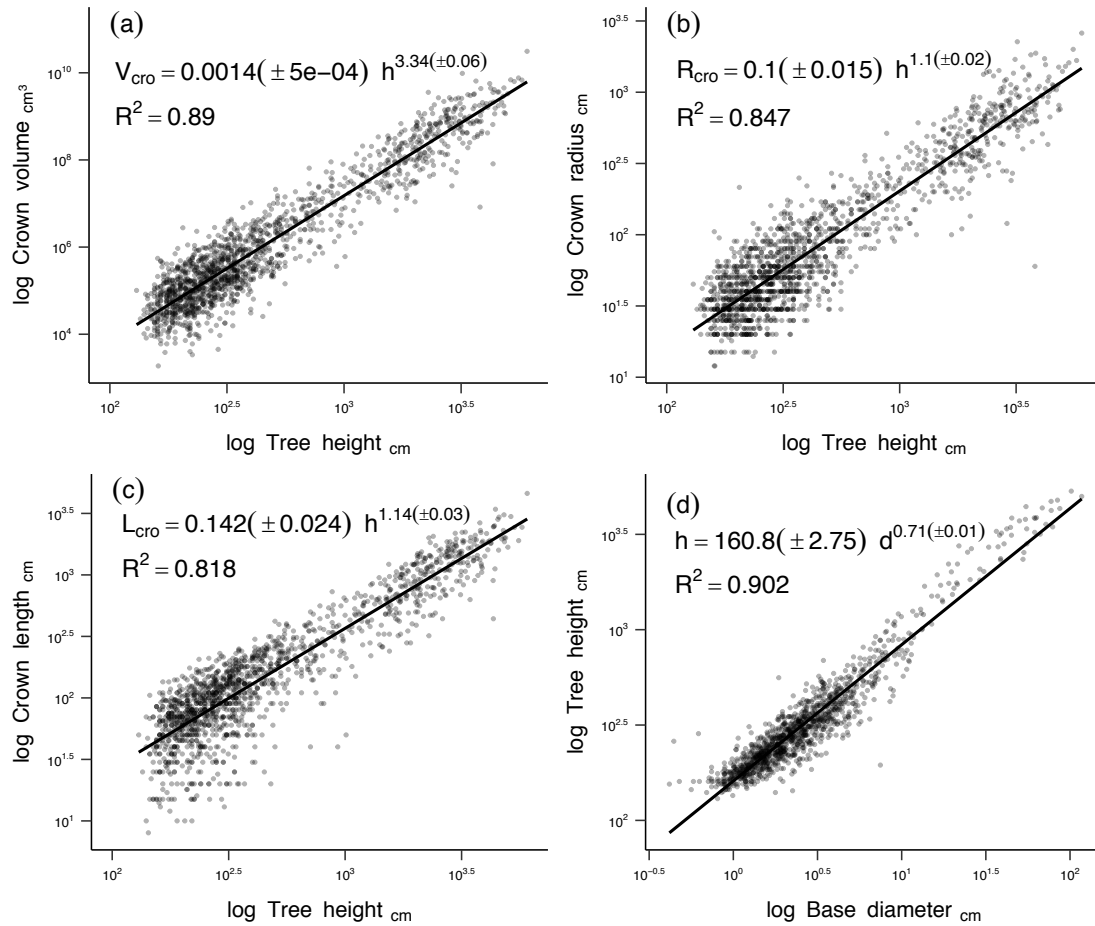 (a)
V_cro = 0.0014(±5e−04) h^3.34(±0.06)
R^2 = 0.89
log Crown volume cm^3
10^10
10^8
10^6
10^4
10^2
10^2.5
10^3
10^3.5
log Tree height cm
(b)
R_cro = 0.1(±0.015) h^1.1(±0.02)
R^2 = 0.847
log Crown radius cm
10^3.5
10^3
10^2.5
10^2
10^1.5
10^1
10^2
10^2.5
10^3
10^3.5
log Tree height cm
(c)
L_cro = 0.142(±0.024) h^1.14(±0.03)
R^2 = 0.818
log Crown length cm
10^3.5
10^3
10^2.5
10^2
10^1.5
10^1
10^2
10^2.5
10^3
10^3.5
log Tree height cm
(d)
h = 160.8(±2.75) d^0.71(±0.01)
R^2 = 0.902
log Tree height cm
10^3.5
10^3
10^2.5
10^2
10^−0.5
10^0
10^0.5
10^1
10^1.5
10^2
log Base diameter cm